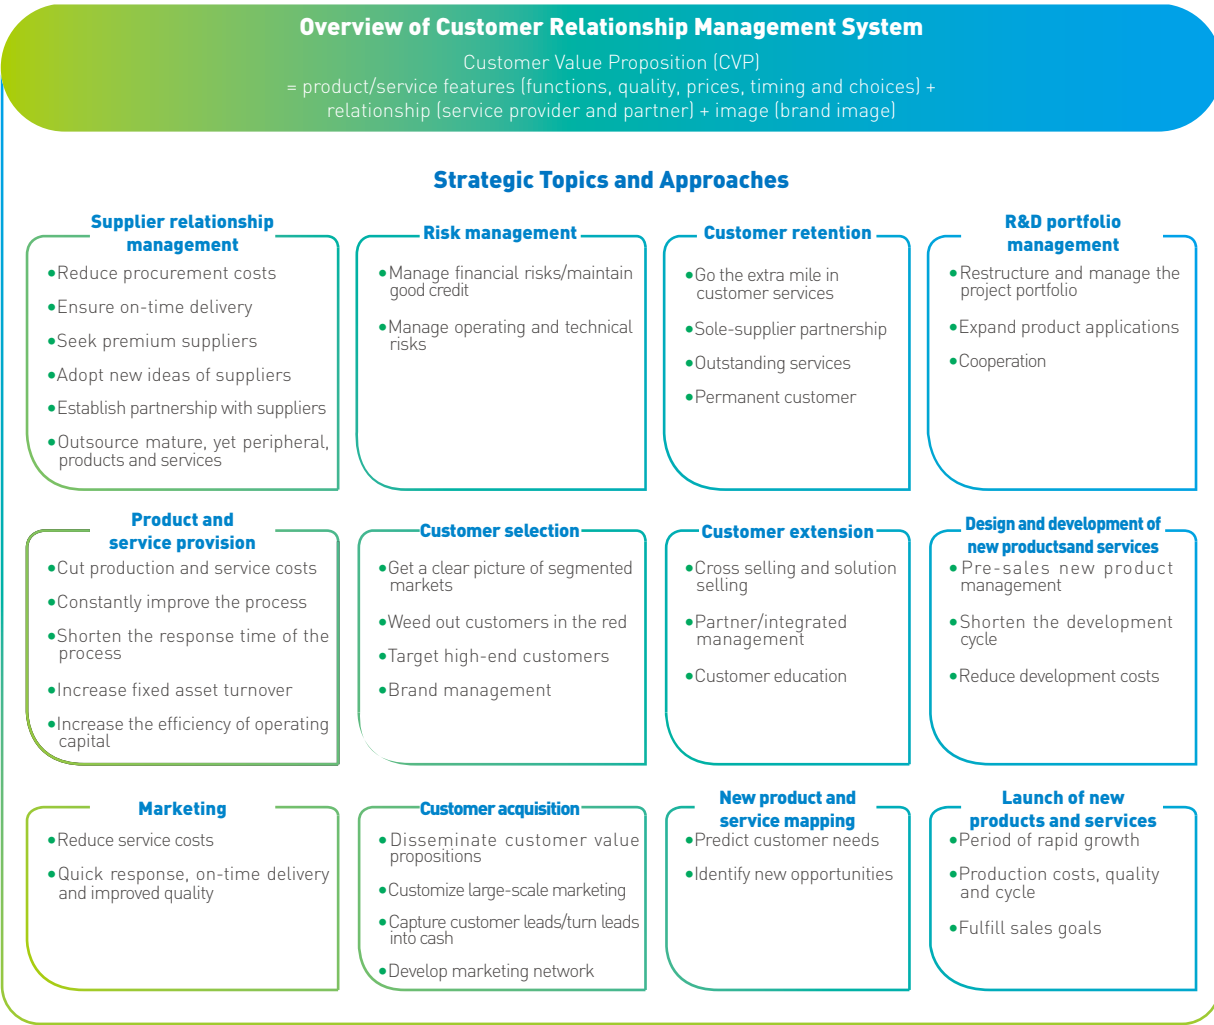 Overview of Customer Relationship Management System
Customer Value Proposition (CVP)
= product/service features (functions, quality, prices, timing and choices) +
relationship (service provider and partner) + image (brand image)
Strategic Topics and Approaches
Supplier relationship
management
•Reduce procurement costs
•Ensure on-time delivery
•Seek premium suppliers
•Adopt new ideas of suppliers
•Establish partnership with suppliers
•Outsource mature, yet peripheral,
products and services
Risk management
•Manage financial risks/maintain
good credit
•Manage operating and technical
risks
Customer retention
•Go the extra mile in
customer services
•Sole-supplier partnership
•Outstanding services
•Permanent customer
R&D portfolio
management
•Restructure and manage the
project portfolio
•Expand product applications
•Cooperation
Product and
service provision
•Cut production and service costs
•Constantly improve the process
•Shorten the response time of the
process
•Increase fixed asset turnover
•Increase the efficiency of operating
capital
Customer selection
•Get a clear picture of segmented
markets
•Weed out customers in the red
•Target high-end customers
•Brand management
Customer extension
•Cross selling and solution
selling
•Partner/integrated
management
•Customer education
Design and development of
new productsand services
•Pre-sales new product
management
•Shorten the development
cycle
•Reduce development costs
Marketing
•Reduce service costs
•Quick response, on-time delivery
and improved quality
Customer acquisition
•Disseminate customer value
propositions
•Customize large-scale marketing
•Capture customer leads/turn leads
into cash
•Develop marketing network
New product and
service mapping
•Predict customer needs
•Identify new opportunities
Launch of new
products and services
•Period of rapid growth
•Production costs, quality
and cycle
•Fulfill sales goals